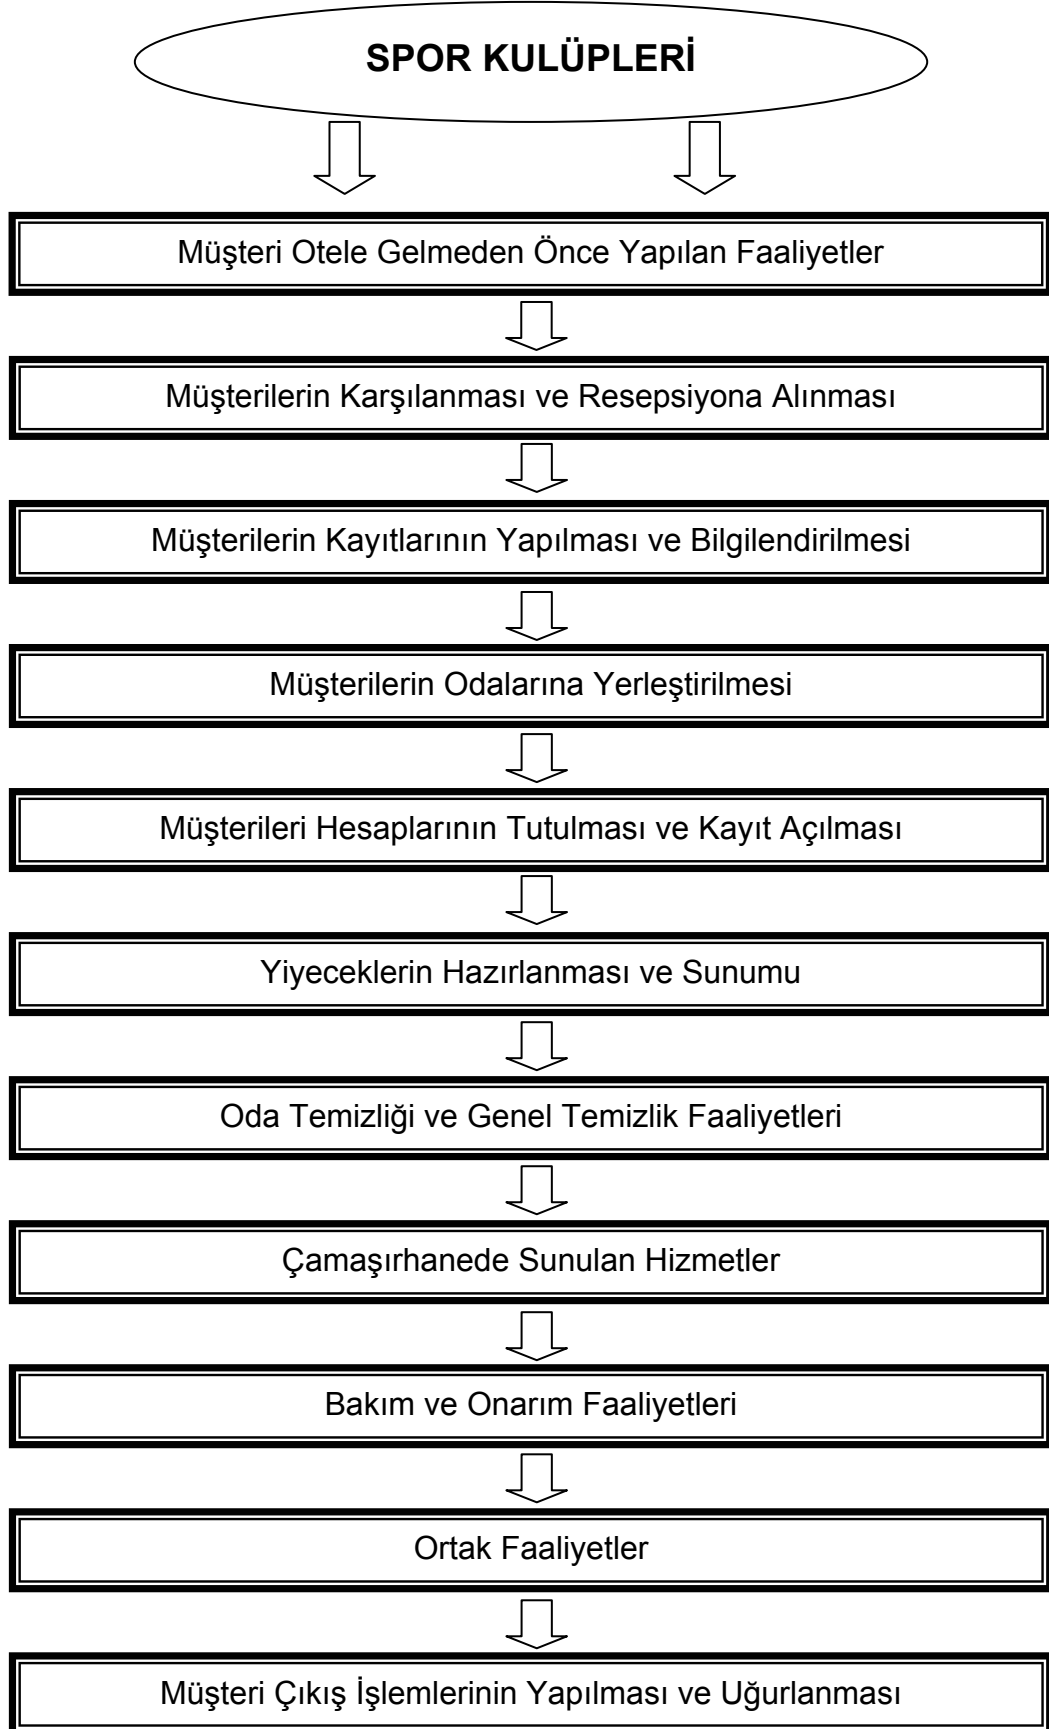 SPOR KULÜPLERİ
Müşteri Otele Gelmeden Önce Yapılan Faaliyetler
Müşterilerin Karşılanması ve Resepsiyona Alınması
Müşterilerin Kayıtlarının Yapılması ve Bilgilendirilmesi
Müşterilerin Odalarına Yerleştirilmesi
Müşterileri Hesaplarının Tutulması ve Kayıt Açılması
Yiyeceklerin Hazırlanması ve Sunumu
Oda Temizliği ve Genel Temizlik Faaliyetleri
Çamaşırhanede Sunulan Hizmetler
Bakım ve Onarım Faaliyetleri
Ortak Faaliyetler
Müşteri Çıkış İşlemlerinin Yapılması ve Uğurlanması